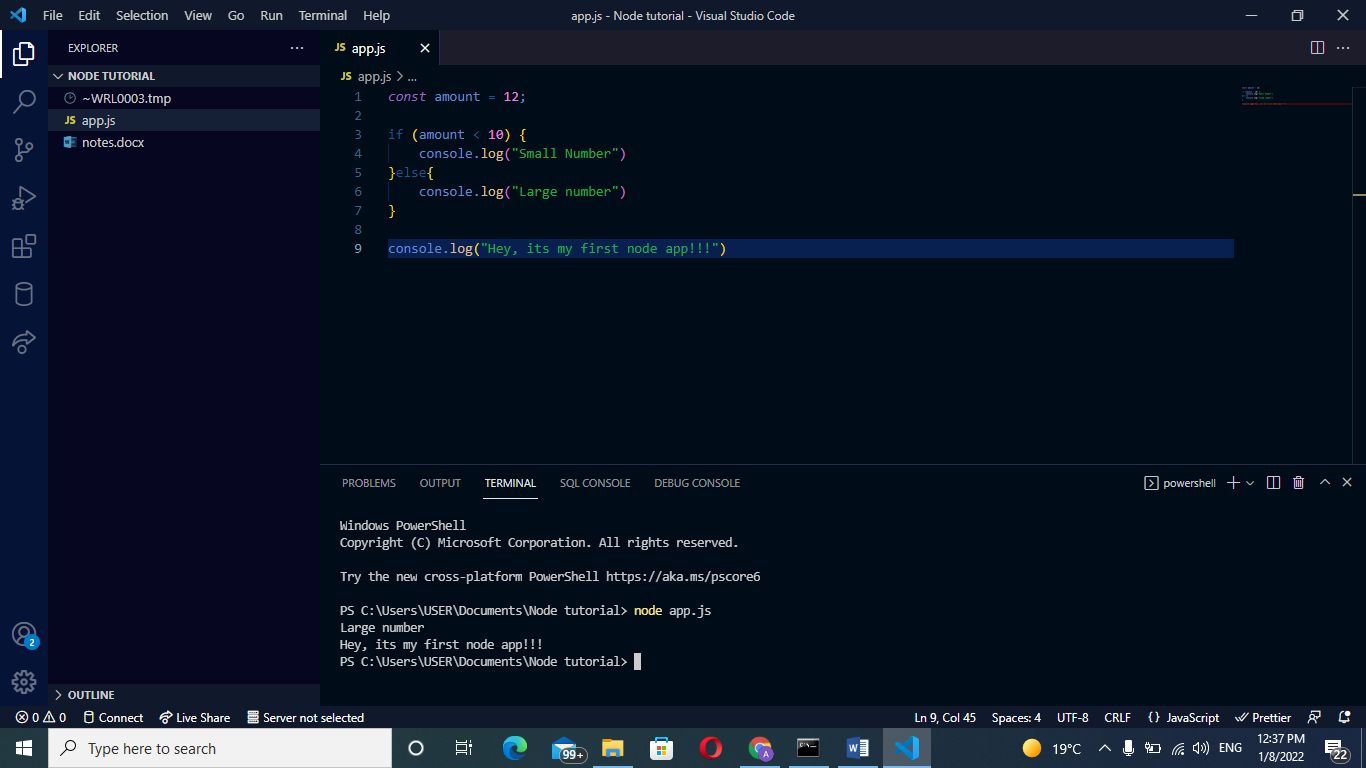 File Edit Selection View Go Run Terminal Help
app.js - Node tutorial - Visual Studio Code
EXPLORER
NODE TUTORIAL
~WRL0003.tmp
JS app.js
notes.docx
JS app.js
JS app.js > ...
1 const amount = 12;
2
3 if (amount < 10) {
4 console.log("Small Number")
5 }else{
6 console.log("Large number")
7 }
8
9 console.log("Hey, its my first node app!!!")
PROBLEMS OUTPUT TERMINAL SQL CONSOLE DEBUG CONSOLE
powershell
Windows PowerShell
Copyright (C) Microsoft Corporation. All rights reserved.
Try the new cross-platform PowerShell https://aka.ms/pscore6
PS C:\Users\USER\Documents\Node tutorial> node app.js
Large number
Hey, its my first node app!!!
PS C:\Users\USER\Documents\Node tutorial>
2
OUTLINE
0 0 Connect Live Share Server not selected
Ln 9, Col 45 Spaces: 4 UTF-8 CRLF {} JavaScript Prettier
Type here to search
99+
19°C
ENG
12:37 PM
1/8/2022
22